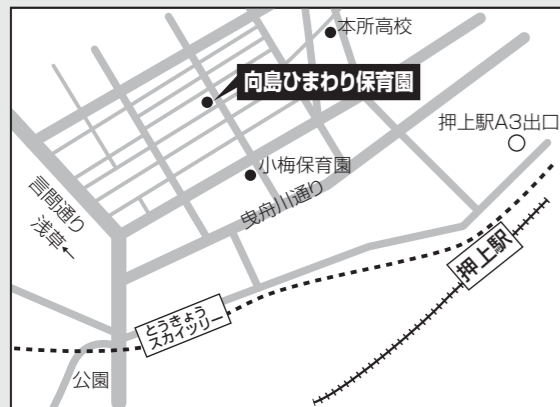 本所高校
向島ひまわり保育園
押上駅A3出口
小梅保育園
言問通り
浅草←
曳舟川通り
押上駅
とうきょう
スカイツリー
公園